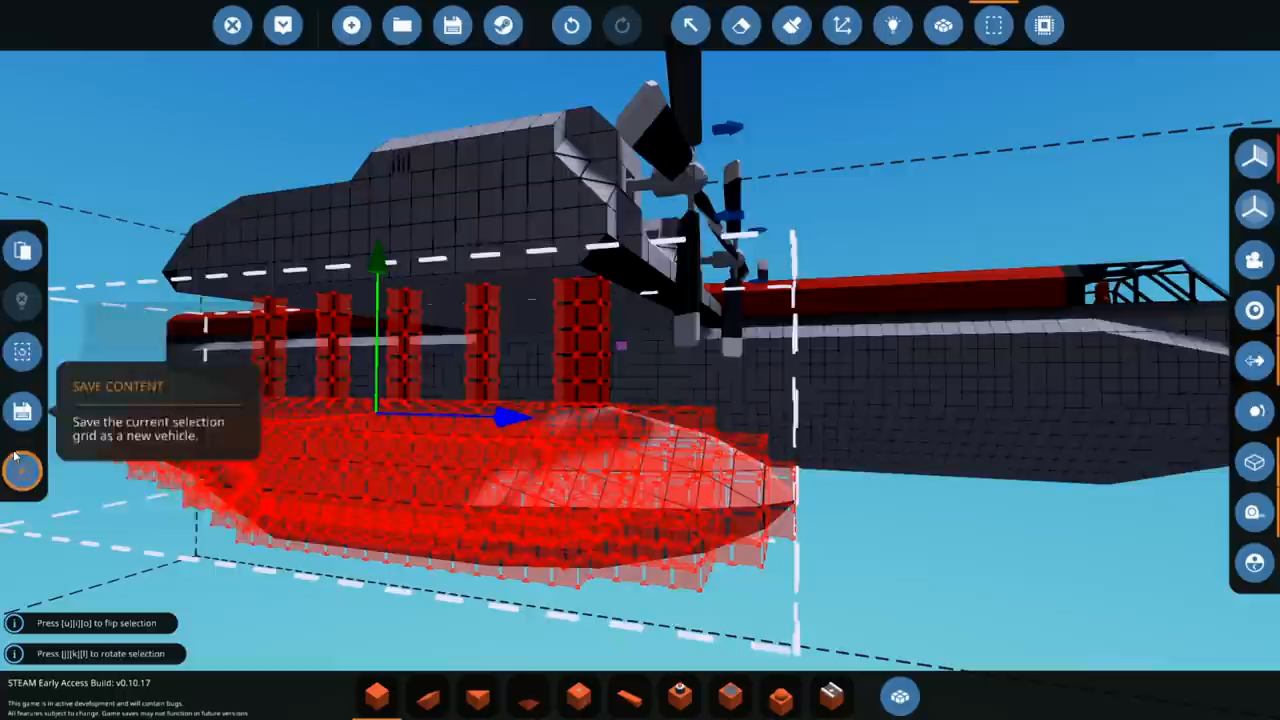 SAVE CONTENT
Save the current selection
grid as a new vehicle.
Press [u][i][o] to flip selection
Press [j][k][l] to rotate selection
STEAM Early Access Build: v0.10.17
This game is in active development and will contain bugs.
All features subject to change. Game saves may not function in future versions